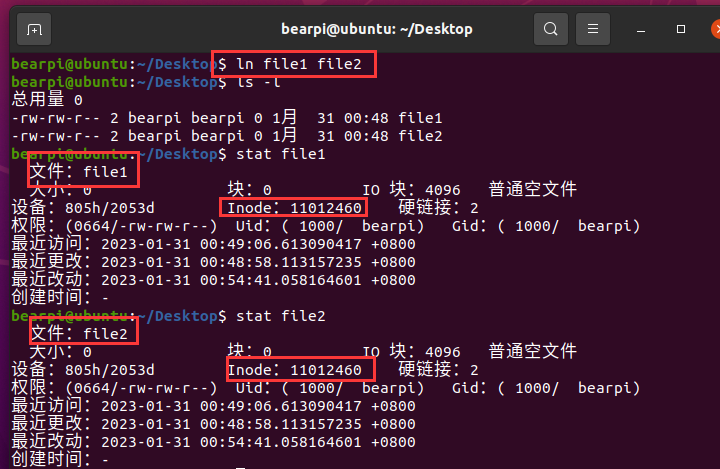 bearpi@ubuntu: ~/Desktop
bearpi@ubuntu:~/Desktop$ ln file1 file2
bearpi@ubuntu:~/Desktop$ ls -l
总用量 0
-rw-rw-r-- 2 bearpi bearpi 0 1月  31 00:48 file1
-rw-rw-r-- 2 bearpi bearpi 0 1月  31 00:48 file2
bearpi@ubuntu:~/Desktop$ stat file1
文件：file1
大小：0 块：0 IO 块：4096 普通空文件
设备：805h/2053d Inode：11012460 硬链接：2
权限：(0664/-rw-rw-r--) Uid：( 1000/ bearpi) Gid：( 1000/ bearpi)
最近访问：2023-01-31 00:49:06.613090417 +0800
最近更改：2023-01-31 00:48:58.113157235 +0800
最近改动：2023-01-31 00:54:41.058164601 +0800
创建时间：-
bearpi@ubuntu:~/Desktop$ stat file2
文件：file2
大小：0 块：0 IO 块：4096 普通空文件
设备：805h/2053d Inode：11012460 硬链接：2
权限：(0664/-rw-rw-r--) Uid：( 1000/ bearpi) Gid：( 1000/ bearpi)
最近访问：2023-01-31 00:49:06.613090417 +0800
最近更改：2023-01-31 00:48:58.113157235 +0800
最近改动：2023-01-31 00:54:41.058164601 +0800
创建时间：-